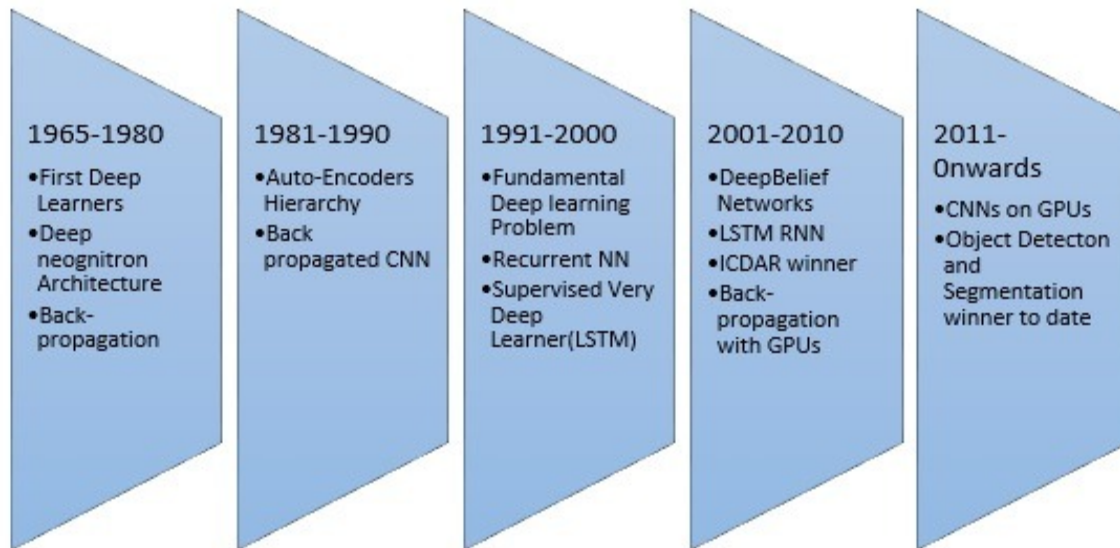 1965-1980
•First Deep
Learners
•Deep
neognitron
Architecture
•Back-
propagation
1981-1990
•Auto-Encoders
Hierarchy
•Back
propagated CNN
1991-2000
•Fundamental
Deep learning
Problem
•Recurrent NN
•Supervised Very
Deep
Learner(LSTM)
2001-2010
•DeepBelief
Networks
•LSTM RNN
•ICDAR winner
•Back-
propagation
with GPUs
2011-
0nwards
•CNNs on GPUs
•Object Detecton
and
Segmentation
winner to date